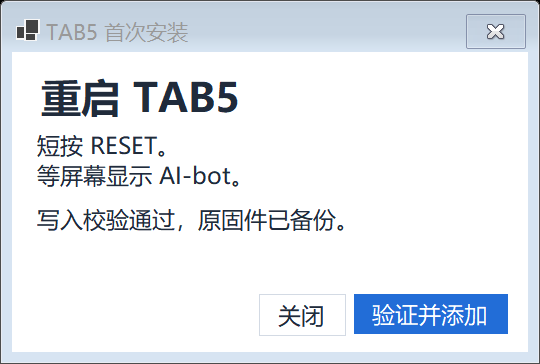 TAB5 首次安装
重启 TAB5
短按 RESET。
等屏幕显示 AI-bot。
写入校验通过，原固件已备份。
关闭
验证并添加